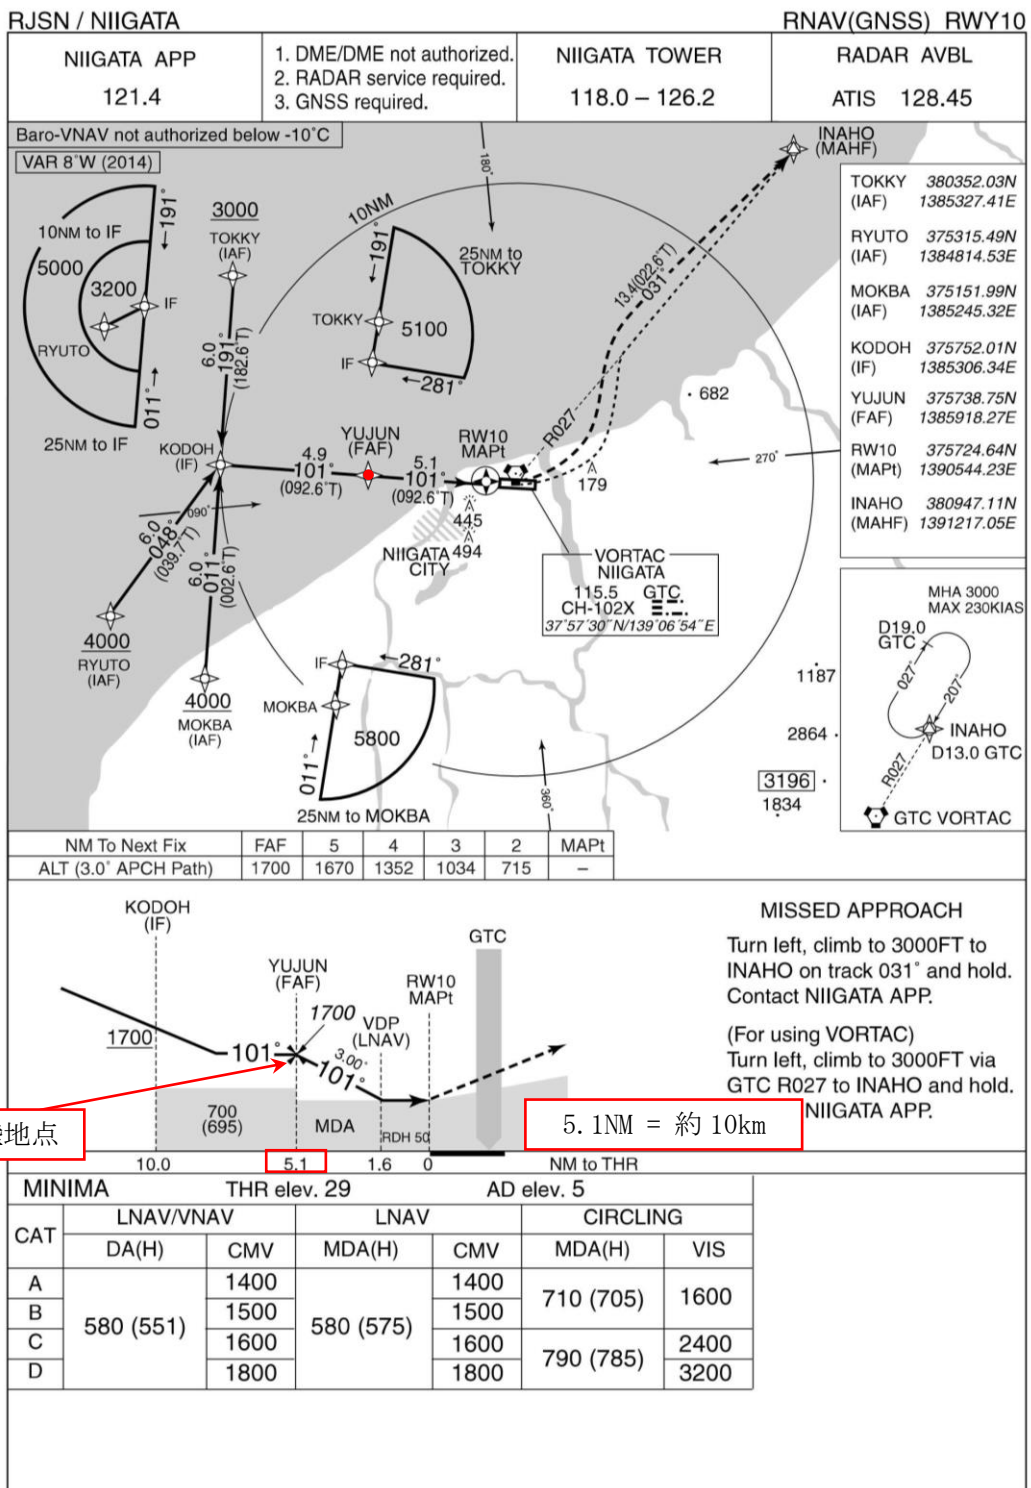 RJSN / NIIGATA
RNAV(GNSS) RWY10
NIIGATA APP
121.4
1. DME/DME not authorized.
2. RADAR service required.
3. GNSS required.
NIIGATA TOWER
118.0 – 126.2
RADAR AVBL
ATIS 128.45
Baro-VNAV not authorized below -10˚C
VAR 8˚W (2014)
INAHO
(MAHF)
180˚
10NM to IF
5000
3200
IF
RYUTO
191˚
011˚
25NM to IF
3000
TOKKY
(IAF)
6.0
191˚
(182.6˚T)
10NM
191˚
25NM to
TOKKY
TOKKY
5100
IF
281˚
13.4(022.6˚T)
031˚
R027
682
270˚
179
KODOH
(IF)
4.9
101˚
(092.6˚T)
YUJUN
(FAF)
5.1
101˚
(092.6˚T)
RW10
MAPt
090˚
6.0
048˚
(039.7˚T)
6.0
011˚
(002.6˚T)
445
494
NIIGATA
CITY
VORTAC
NIIGATA
115.5 GTC
CH-102X
37˚57´30˝N/139˚06´54˝E
4000
RYUTO
(IAF)
4000
MOKBA
(IAF)
IF
281˚
MOKBA
5800
011˚
25NM to MOKBA
360˚
1187
2864
3196
1834
TOKKY 380352.03N
(IAF) 1385327.41E
RYUTO 375315.49N
(IAF) 1384814.53E
MOKBA 375151.99N
(IAF) 1385245.32E
KODOH 375752.01N
(IF) 1385306.34E
YUJUN 375738.75N
(FAF) 1385918.27E
RW10 375724.64N
(MAPt) 1390544.23E
INAHO 380947.11N
(MAHF) 1391217.05E
MHA 3000
MAX 230KIAS
D19.0
GTC
027˚
207˚
INAHO
D13.0 GTC
R027
GTC VORTAC
NM To Next Fix FAF 5 4 3 2 MAPt
ALT (3.0˚ APCH Path) 1700 1670 1352 1034 715 –
KODOH
(IF)
YUJUN
(FAF)
GTC
RW10
MAPt
1700
1700
VDP
(LNAV)
101˚
3.00˚
101˚
700
(695)
MDA
RDH 50
地点
5.1NM = 約 10km
10.0 5.1 1.6 0 NM to THR
MISSED APPROACH
Turn left, climb to 3000FT to
INAHO on track 031˚ and hold.
Contact NIIGATA APP.
(For using VORTAC)
Turn left, climb to 3000FT via
GTC R027 to INAHO and hold.
NIIGATA APP.
MINIMA THR elev. 29 AD elev. 5
CAT LNAV/VNAV LNAV CIRCLING
DA(H) CMV MDA(H) CMV MDA(H) VIS
A 580 (551) 1400 580 (575) 1400 710 (705) 1600
B 1500 1500
C 1600 1600 790 (785) 2400
D 1800 1800 3200